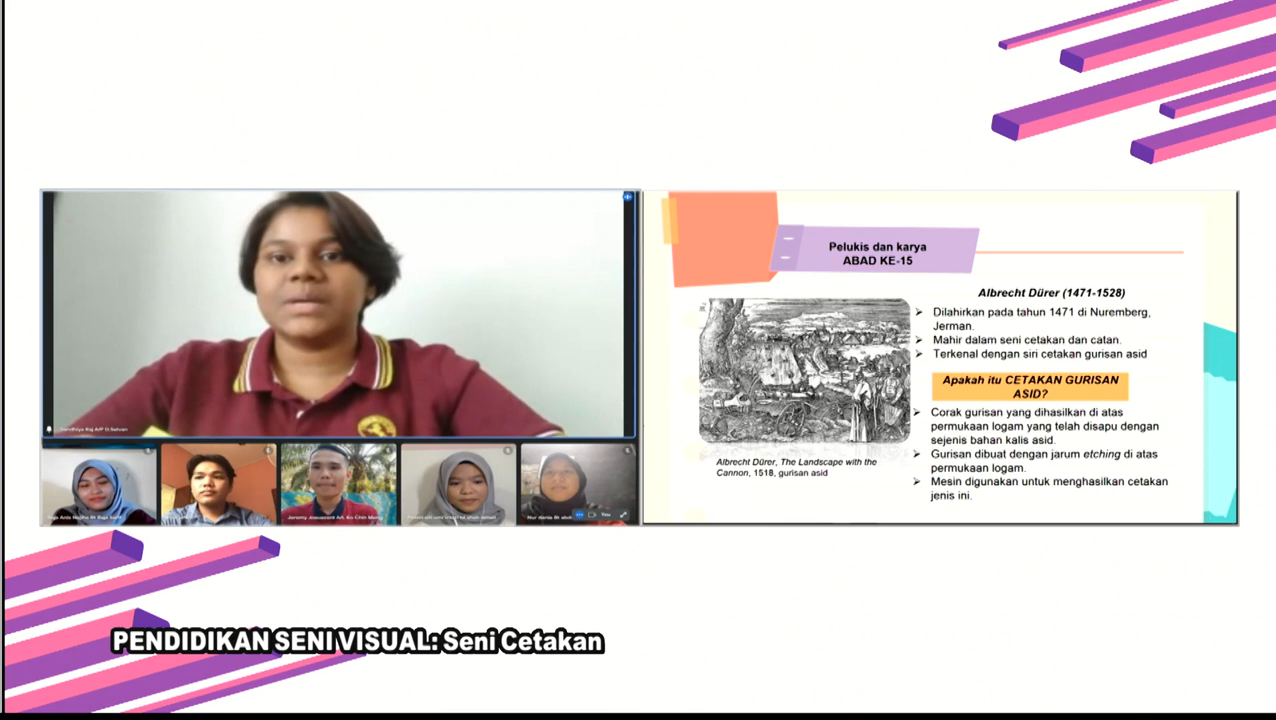 Pelukis dan karya
ABAD KE-15
Albrecht Dürer (1471-1528)
Dilahirkan pada tahun 1471 di Nuremberg,
Jerman.
Mahir dalam seni cetakan dan catan.
Terkenal dengan siri cetakan gurisan asid
Apakah itu CETAKAN GURISAN
ASID?
Corak gurisan yang dihasilkan di atas
permukaan logam yang telah disapu dengan
sejenis bahan kalis asid.
Gurisan dibuat dengan jarum etching di atas
permukaan logam.
Mesin digunakan untuk menghasilkan cetakan
jenis ini.
Albrecht Dürer, The Landscape with the
Cannon, 1518, gurisan asid
You
PENDIDIKAN SENI VISUAL: Seni Cetakan